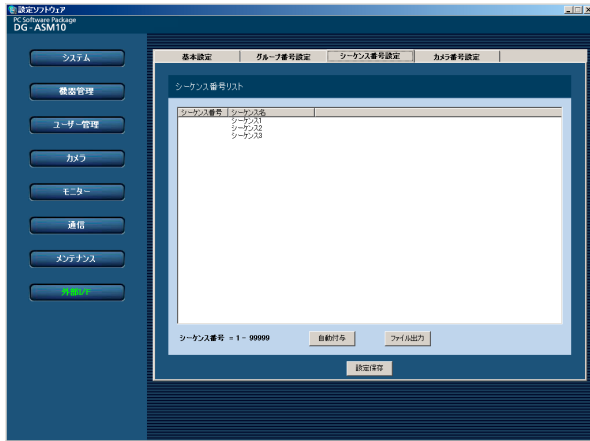 設定ソフトウェア
PC Software Package
DG-ASM10
システム
機器管理
ユーザー管理
カメラ
モニター
通信
メンテナンス
外部I/F
基本設定 グループ番号設定 シーケンス番号設定 カメラ番号設定
シーケンス番号リスト
シーケンス番号 シーケンス名
シーケンス1
シーケンス2
シーケンス3
シーケンス番号 = 1 - 99999 自動付与 ファイル出力
設定保存